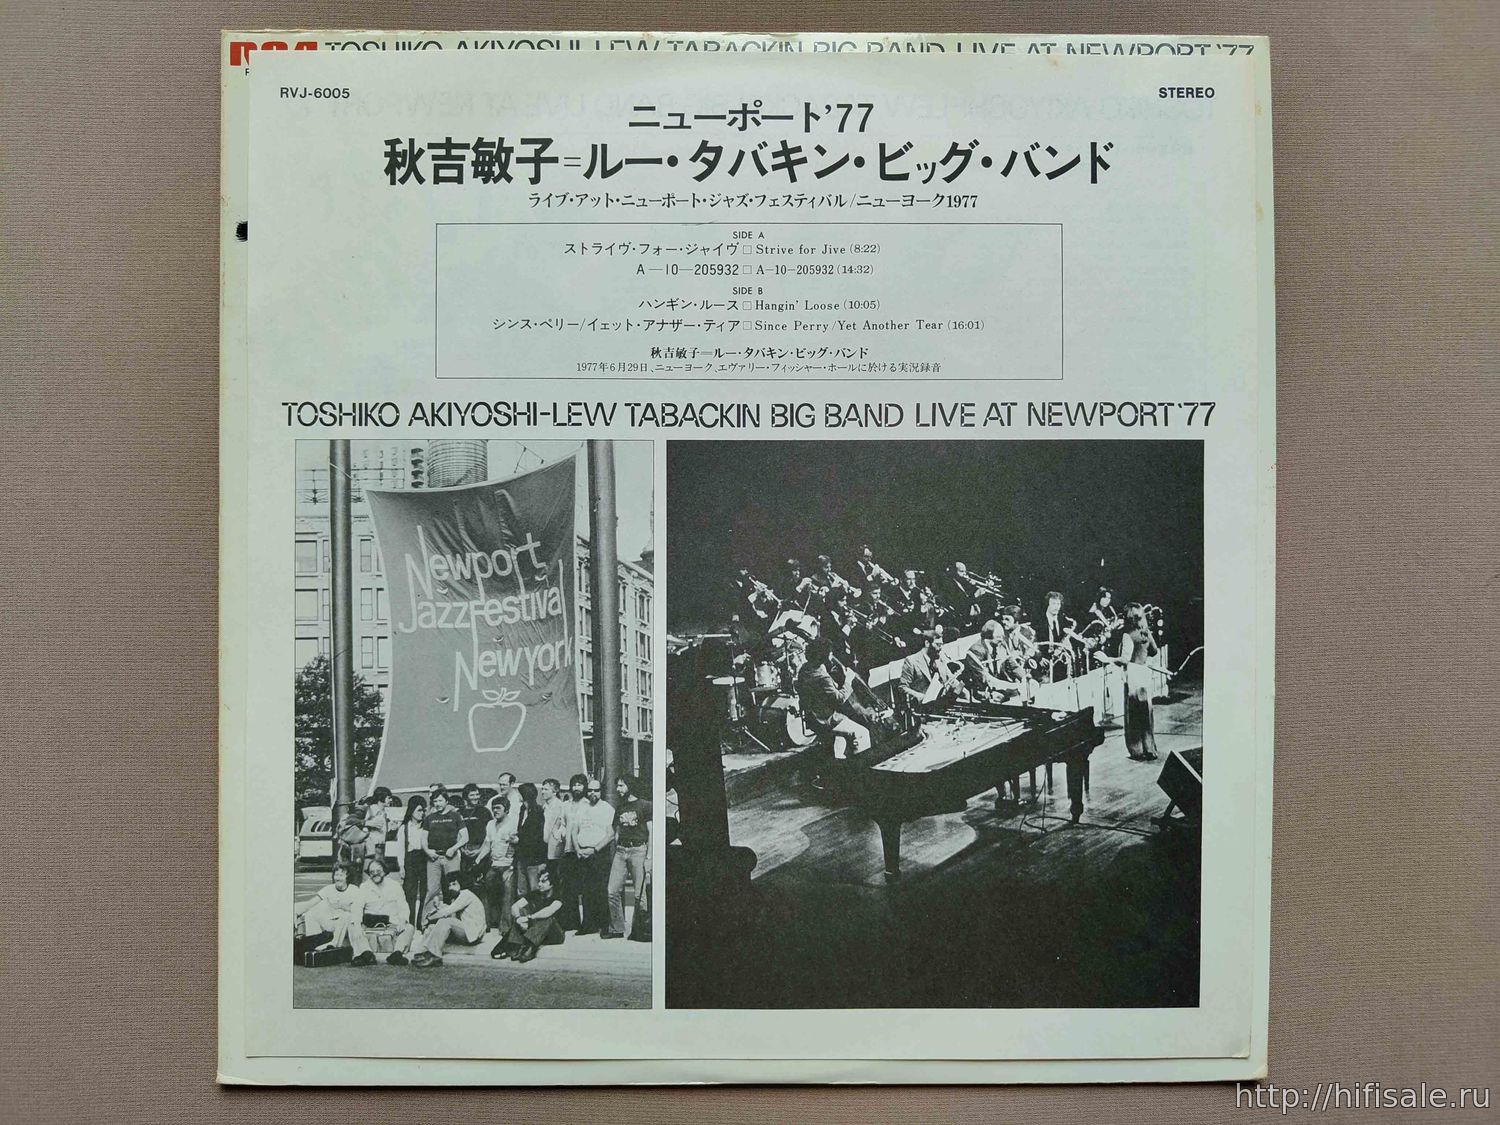 RCA TOSHIKO AKIYOSHI-LEW TABACKIN BIG BAND LIVE AT NEWPORT '77
RVJ-6005
STEREO
ニューポート'77
秋吉敏子=ルー・タバキン・ビッグ・バンド
ライブ・アット・ニューポート・ジャズ・フェスティバル/ニューヨーク1977
SIDE A
ストライヴ・フォー・ジャイヴ□Strive for Jive (8:22)
A—10—205932□A-10-205932 (14:32)
SIDE B
ハンギン・ルース□Hangin' Loose (10:05)
シンス・ペリー/イェット・アナザー・ティア□Since Perry/Yet Another Tear (16:01)
秋吉敏子=ルー・タバキン・ビッグ・バンド
1977年6月29日、ニューヨーク、エヴァリー・フィッシャー・ホールに於ける実況録音
TOSHIKO AKIYOSHI-LEW TABACKIN BIG BAND LIVE AT NEWPORT '77
Newport
Jazz Festival
New york
http://hifisale.ru